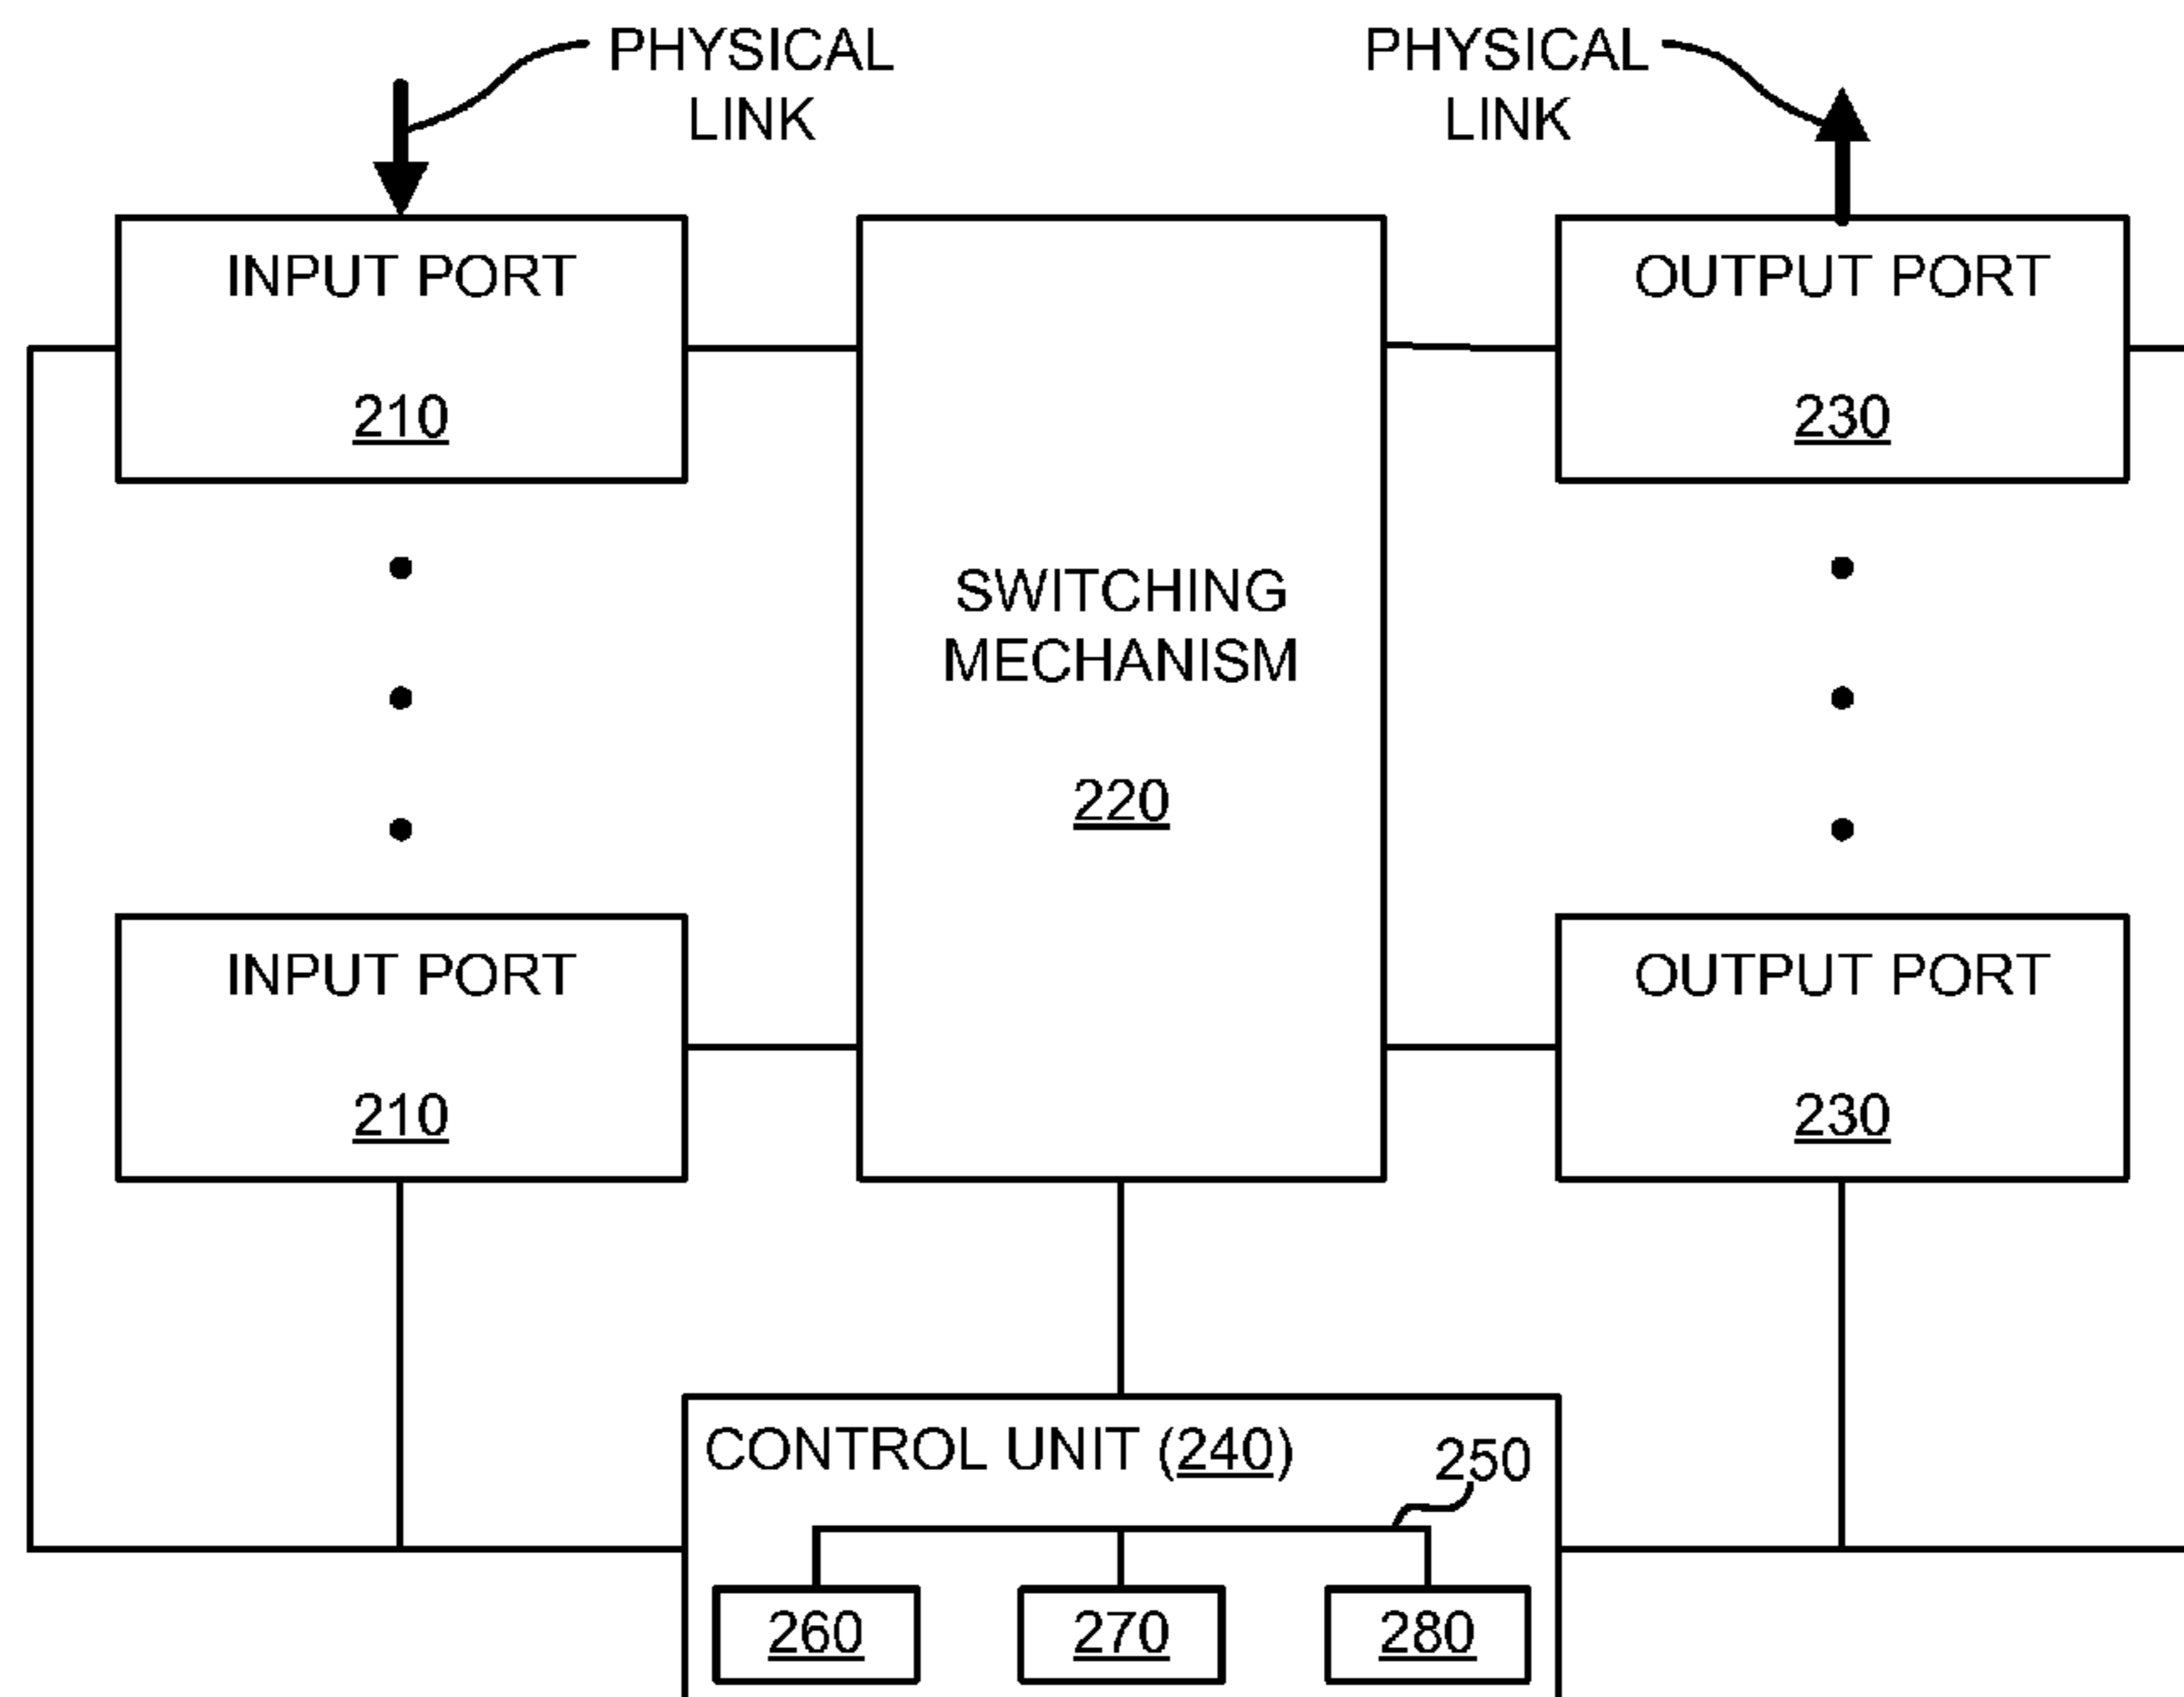 PHYSICAL
LINK
PHYSICAL
LINK
INPUT PORT
210
SWITCHING
MECHANISM
220
OUTPUT PORT
230
INPUT PORT
210
OUTPUT PORT
230
CONTROL UNIT (240)
250
260
270
280